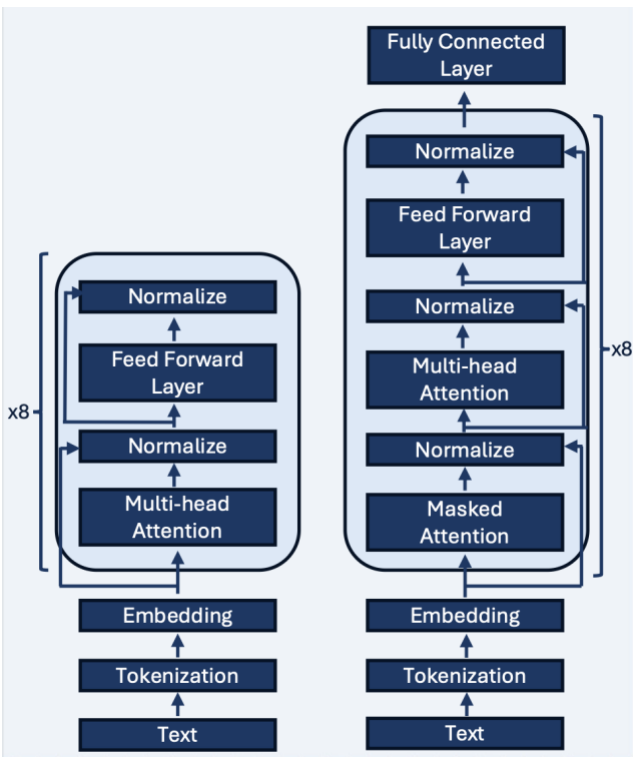 Normalize
Feed Forward
Layer
Normalize
Multi-head
Attention
x8
Embedding
Tokenization
Text
Fully Connected
Layer
Normalize
Feed Forward
Layer
Normalize
Multi-head
Attention
Normalize
Masked
Attention
x8
Embedding
Tokenization
Text